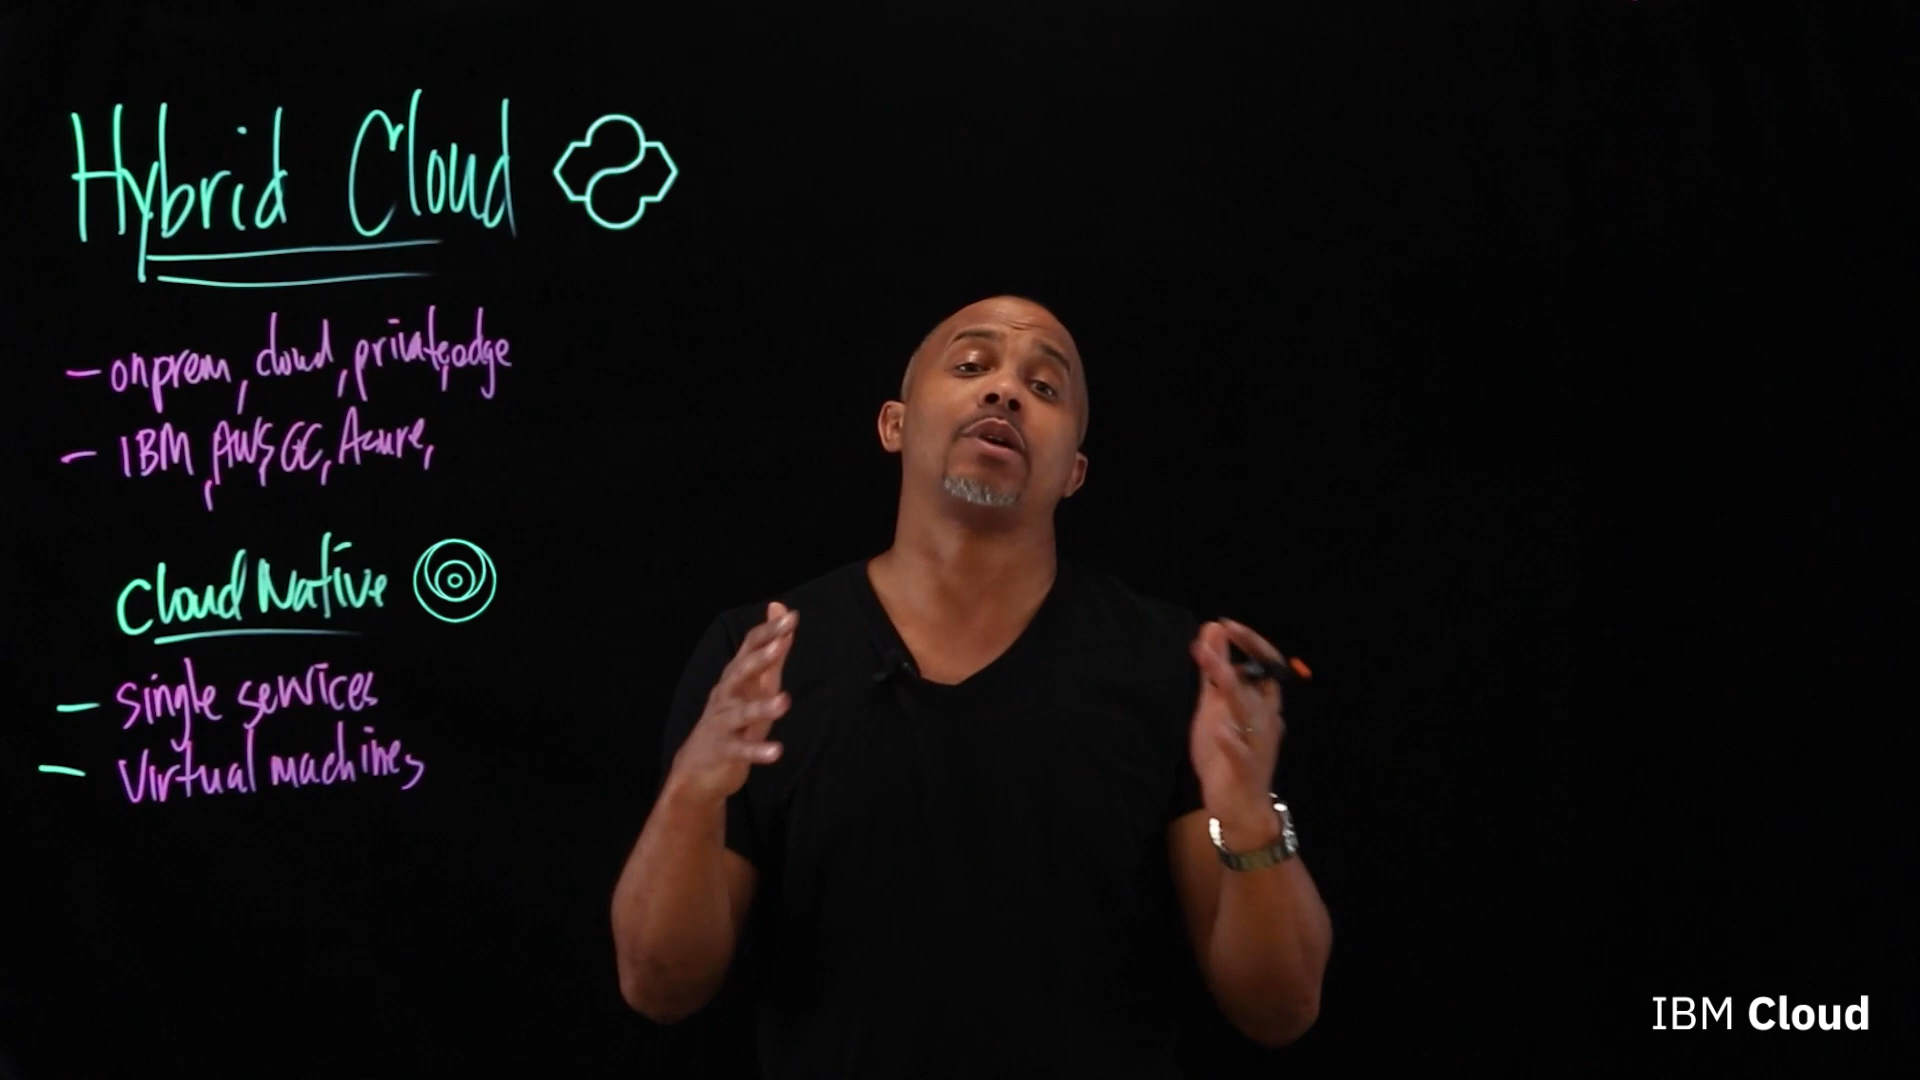 Hybrid Cloud
- onprem, cloud, private, edge
- IBM, AWS, GC, Azure,
Cloud Native
- Single services
- Virtual machines
IBM Cloud